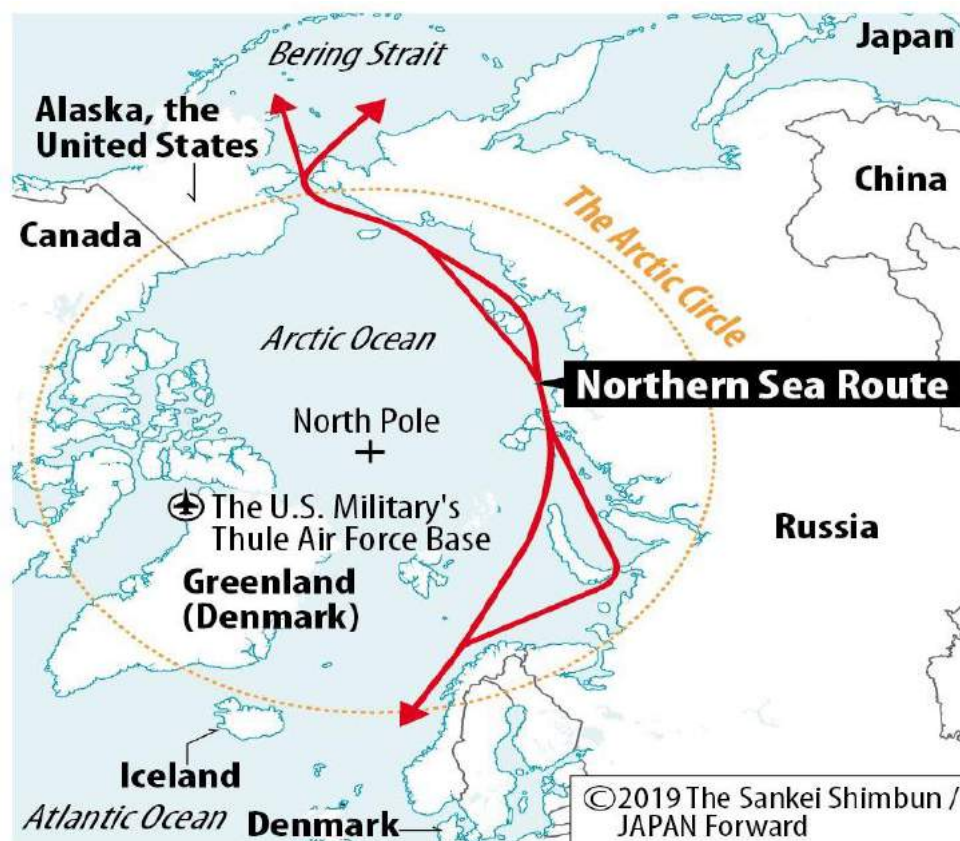 Bering Strait
Japan
Alaska, the
United States
China
Canada
The Arctic Circle
Arctic Ocean
Northern Sea Route
North Pole
The U.S. Military's
Thule Air Force Base
Russia
Greenland
(Denmark)
Iceland
Atlantic Ocean
Denmark
©2019 The Sankei Shimbun /
JAPAN Forward